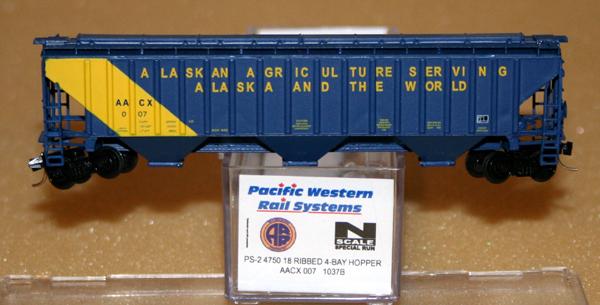 ALASKAN AGRICULTURE SERVING
ALASKA AND THE WORLD
AACX
007
Pacific Western
Rail Systems
N
SCALE
SPECIAL RUN
PS-2 4750 18 RIBBED 4-BAY HOPPER
AACX 007 1037B